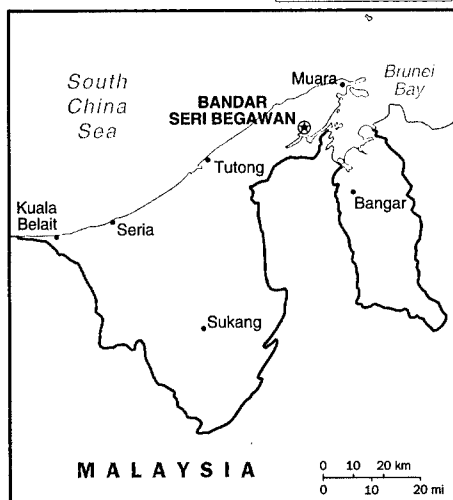 South
China
Sea
Muara
Brunei
Bay
BANDAR
SERI BEGAWAN
Tutong
Bangar
Kuala
Belait
Seria
Sukang
MALAYSIA
0 10 20 km
0 10 20 mi